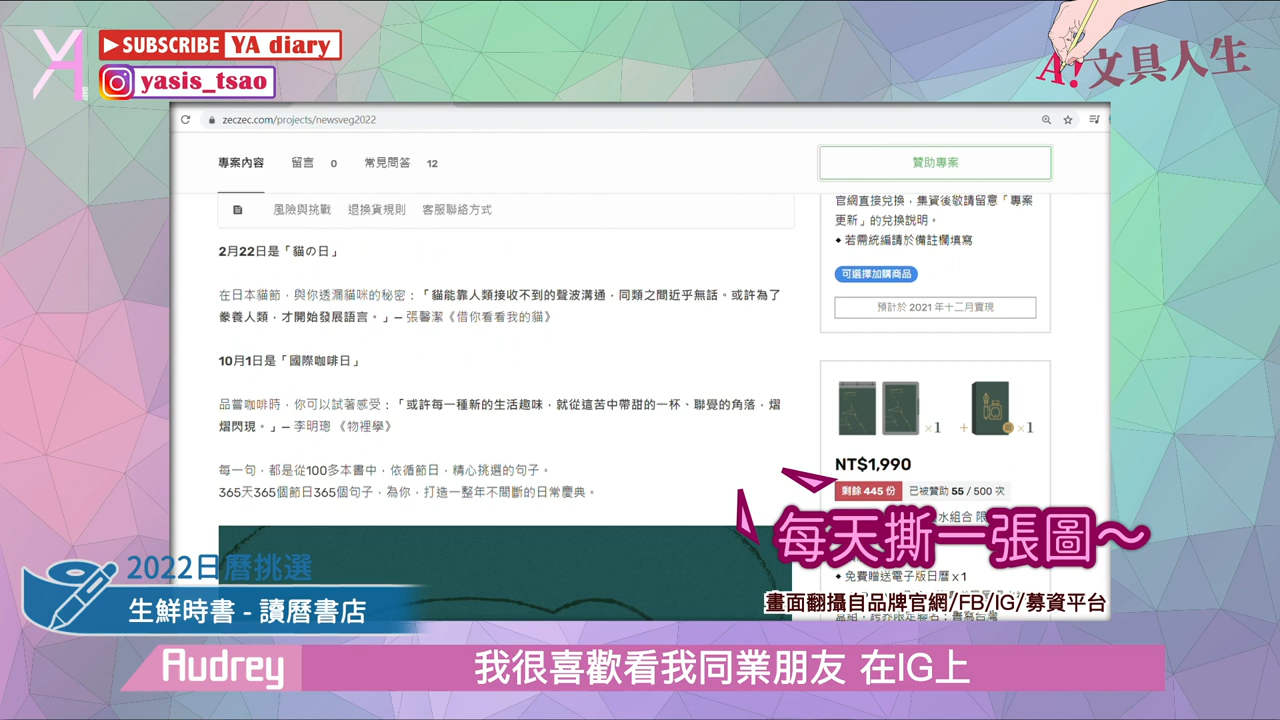 YA
SUBSCRIBE YA diary
yasis_tsao
A!文具人生
zeczec.com/projects/newsveg2022
專案內容 留言 0 常見問答 12
贊助專案
風險與挑戰 退換貨規則 客服聯絡方式
2月22日是「貓の日」
在日本貓節，與你透漏貓咪的秘密：「貓能靠人類接收不到的聲波溝通，同類之間近乎無話。或許為了
豢養人類，才開始發展語言。」— 張馨潔《借你看看我的貓》
10月1日是「國際咖啡日」
品嘗咖啡時，你可以試著感受：「或許每一種新的生活趣味，就從這苦中帶甜的一杯、聯覺的角落，熠
熠閃現。」— 李明璁 《物裡學》
每一句，都是從100多本書中，依循節日，精心挑選的句子。
365天365個節日365個句子，為你，打造一整年不間斷的日常慶典。
官網直接兌換，集資後敬請留意「專案
更新」的兌換說明。
◆ 若需統編請於備註欄填寫
可選擇加購商品
預計於 2021 年十二月實現
×1 + ×1
NT$1,990
剩餘 445 份 已被贊助 55 / 500 次
水組合 限
每天撕一張圖～
◆ 免費贈送電子版日曆 x 1
畫面翻攝自品牌官網/FB/IG/募資平台
2022日曆挑選
生鮮時書 - 讀曆書店
Audrey
我很喜歡看我同業朋友 在IG上